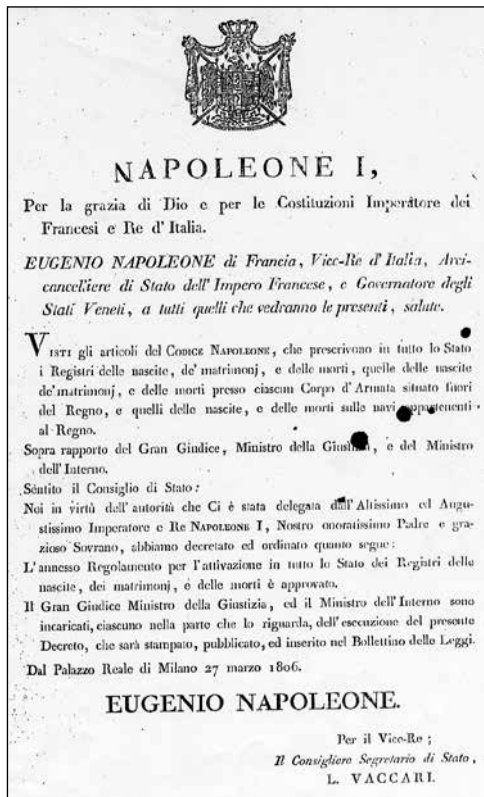 NAPOLEONE I,
Per la grazia di Dio e per le Costituzioni Imperatore dei
Francesi e Re d'Italia.
EUGENIO NAPOLEONE di Francia, Vice-Re d'Italia, Arci-
cancelliere di Stato dell'Impero Francese, e Governatore degli
Stati Veneti, a tutti quelli che vedranno le presenti, salute.
VISTI gli articoli del CODICE NAPOLEONE, che prescrivono in tutto lo Stato
i Registri delle nascite, de' matrimonj, e delle morti, quelle delle nascite
de' matrimonj, e delle morti presso ciascun Corpo d'Armata situato fuori
del Regno, e quelli delle nascite, e delle morti sulle navi appartenenti
al Regno.
Sopra rapporto del Gran Giudice, Ministro della Giustizia, e del Ministro
dell'Interno.
Sentito il Consiglio di Stato:
Noi in virtù dell'autorità che Ci è stata delegata dall'Altissimo ed Augu-
stissimo Imperatore e Re NAPOLEONE I, Nostro onoratissimo Padre e gra-
zioso Sovrano, abbiamo decretato ed ordinato quanto segue:
L'annesso Regolamento per l'attivazione in tutto lo Stato dei Registri delle
nascite, dei matrimonj, e delle morti è approvato.
Il Gran Giudice Ministro della Giustizia, ed il Ministro dell'Interno sono
incaricati, ciascuno nella parte che lo riguarda, dell'esecuzione del presente
Decreto, che sarà stampato, pubblicato, ed inserito nel Bollettino delle Leggi.
Dal Palazzo Reale di Milano 27 marzo 1806.
EUGENIO NAPOLEONE.
Per il Vice-Re;
Il Consigliere Segretario di Stato,
L. VACCARI.